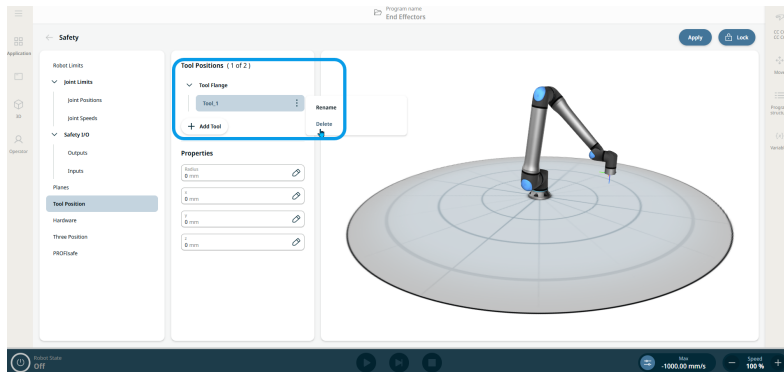 Program name
End Effectors
Safety
Apply
Lock
Application
3D
Operator
Robot Limits
Joint Limits
Joint Positions
Joint Speeds
Safety I/O
Outputs
Inputs
Planes
Tool Position
Hardware
Three Position
PROFIsafe
Tool Positions ( 1 of 2 )
Tool Flange
Tool_1
Rename
Delete
Add Tool
Properties
Radius
0 mm
0 mm
0 mm
0 mm
Robot State
Off
Max
-1000.00 mm/s
Speed
100 %